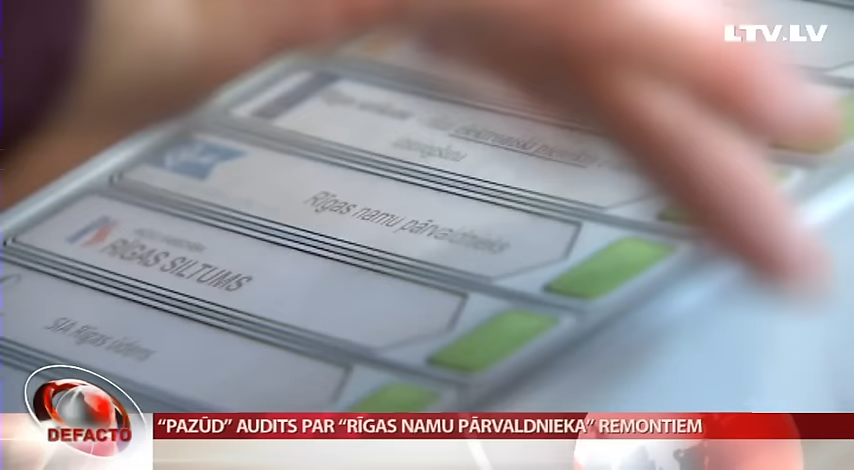 LTV.LV
Rīgas namu pārvaldnieks
RĪGAS SILTUMS
SIA Rīgas ūdens
DEFACTO
“PAZŪD” AUDITS PAR “RĪGAS NAMU PĀRVALDNIEKA” REMONTIEM